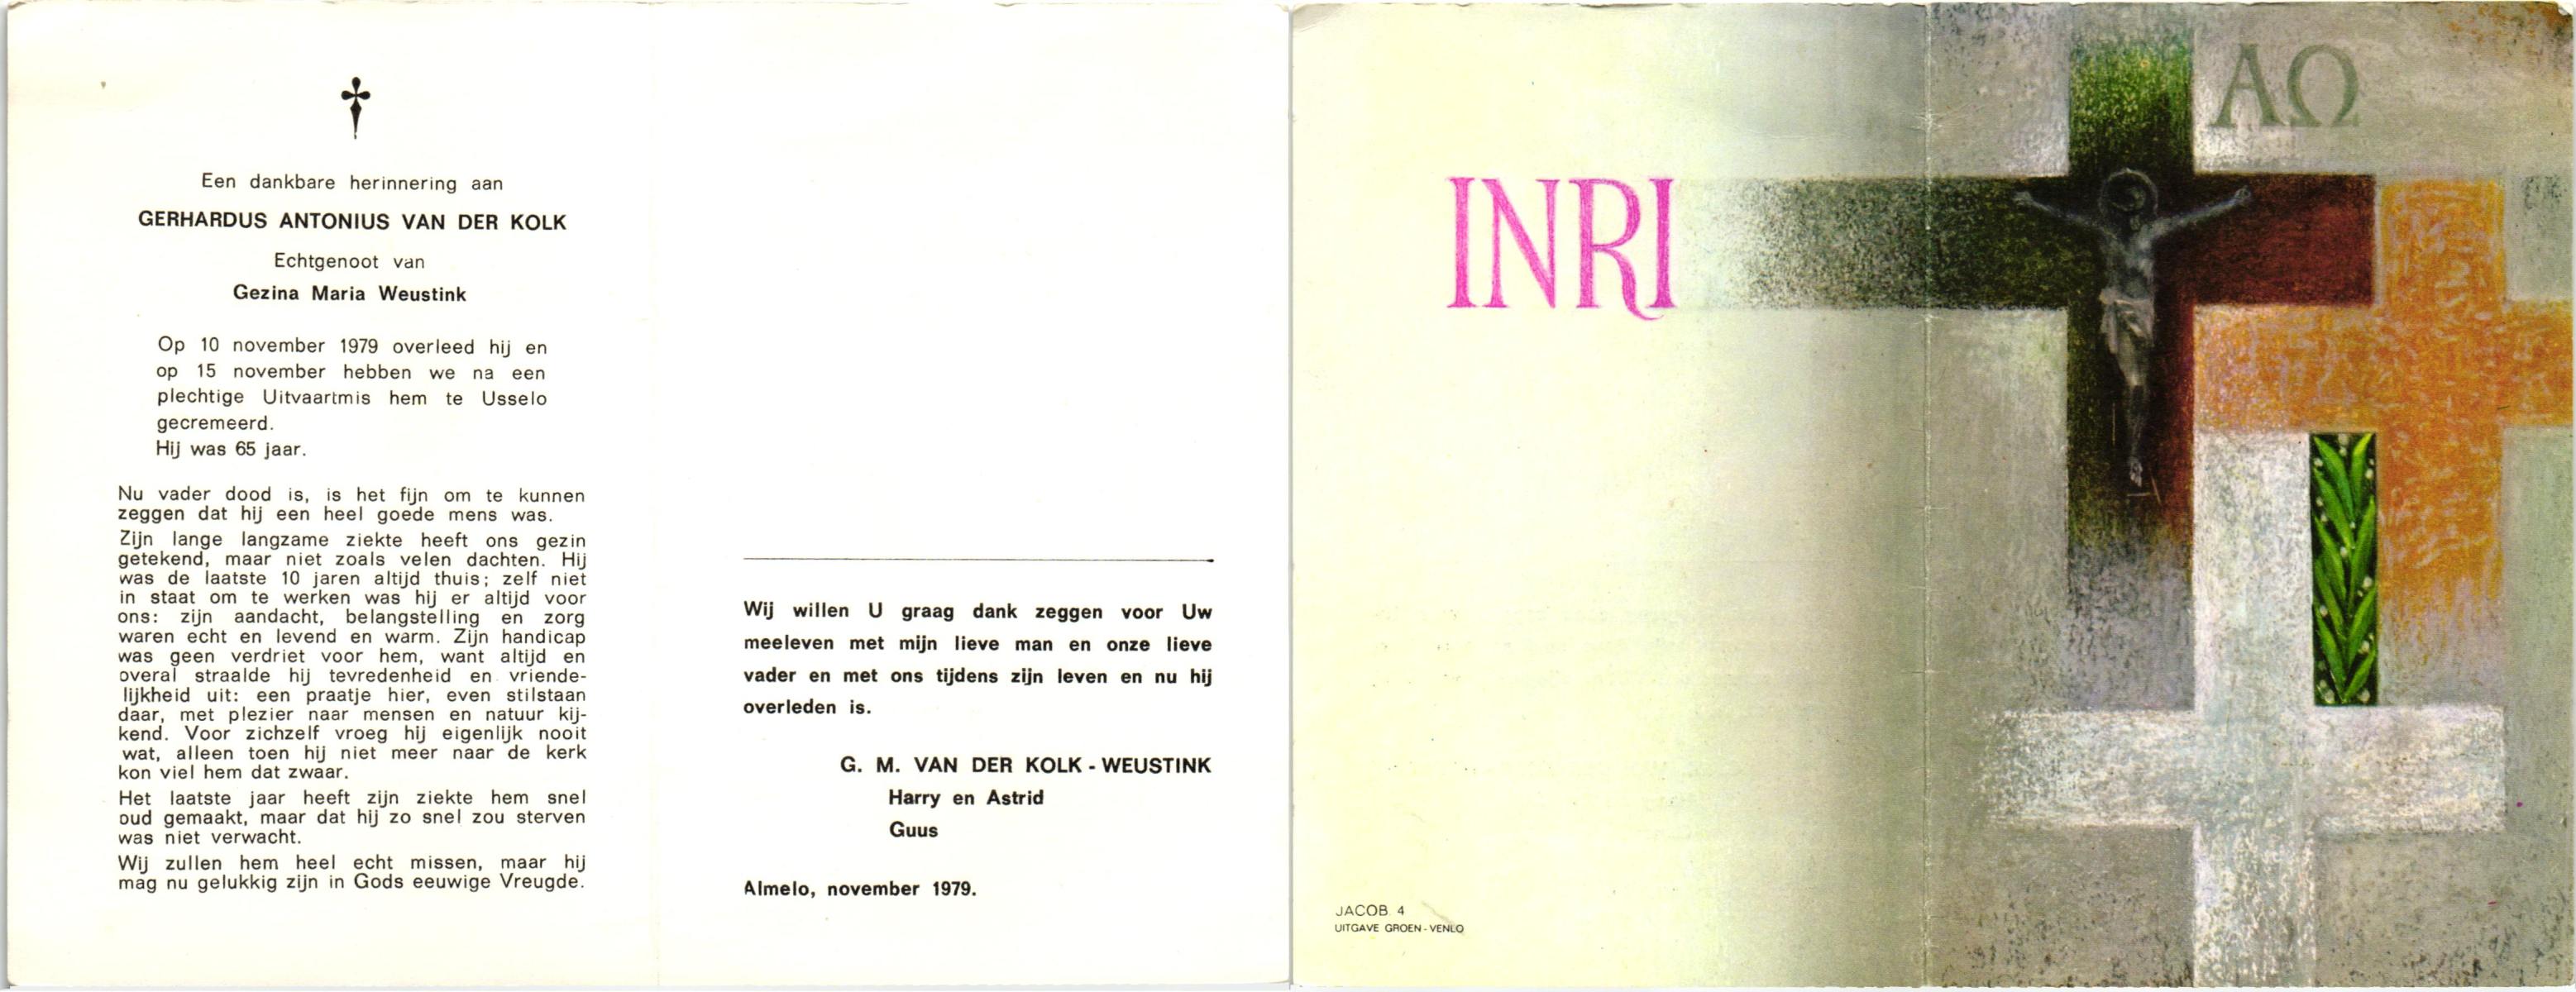 Een dankbare herinnering aan
GERHARDUS ANTONIUS VAN DER KOLK
Echtgenoot van
Gezina Maria Weustink
Op 10 november 1979 overleed hij en
op 15 november hebben we na een
plechtige Uitvaartmis hem te Usselo
gecremeerd.
Hij was 65 jaar.
Nu vader dood is, is het fijn om te kunnen
zeggen dat hij een heel goede mens was.
Zijn lange langzame ziekte heeft ons gezin
getekend, maar niet zoals velen dachten. Hij
was de laatste 10 jaren altijd thuis; zelf niet
in staat om te werken was hij er altijd voor
ons: zijn aandacht, belangstelling en zorg
waren echt en levend en warm. Zijn handicap
was geen verdriet voor hem, want altijd en
overal straalde hij tevredenheid en vriende-
lijkheid uit: een praatje hier, even stilstaan
daar, met plezier naar mensen en natuur kij-
kend. Voor zichzelf vroeg hij eigenlijk nooit
wat, alleen toen hij niet meer naar de kerk
kon viel hem dat zwaar.
Het laatste jaar heeft zijn ziekte hem snel
oud gemaakt, maar dat hij zo snel zou sterven
was niet verwacht.
Wij zullen hem heel echt missen, maar hij
mag nu gelukkig zijn in Gods eeuwige Vreugde.
Wij willen U graag dank zeggen voor Uw
meeleven met mijn lieve man en onze lieve
vader en met ons tijdens zijn leven en nu hij
overleden is.
G. M. VAN DER KOLK - WEUSTINK
Harry en Astrid
Guus
Almelo, november 1979.
INRI
ΑΩ
JACOB 4
UITGAVE GROEN - VENLO